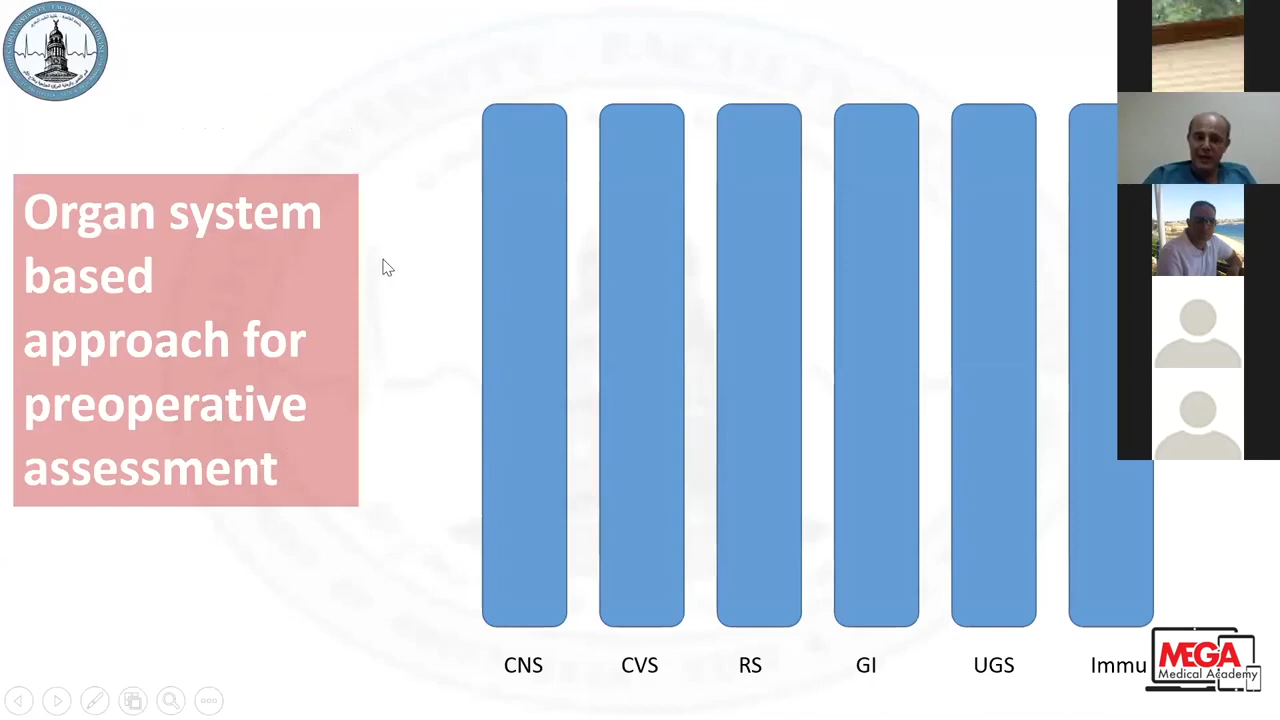 Organ system
based
approach for
preoperative
assessment
CNS
CVS
RS
GI
UGS
Immu
MEGA
Medical Academy